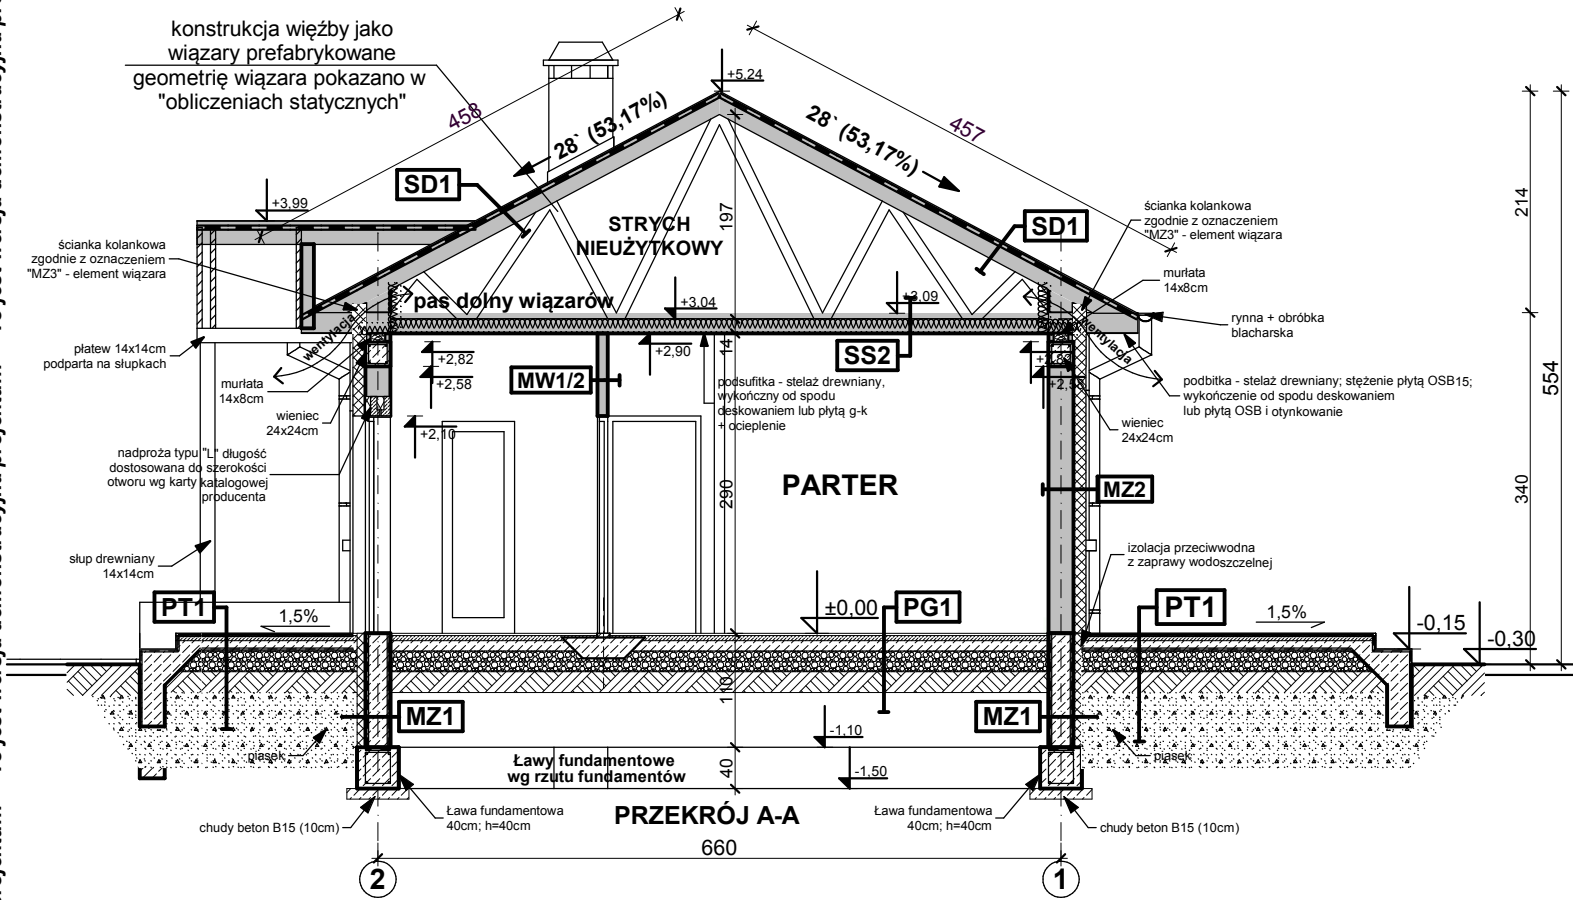 konstrukcja więźby jako
wiązary prefabrykowane
geometrię wiązara pokazano w
"obliczeniach statycznych"
+5,24
458
28` (53,17%)
28` (53,17%)
457
SD1
+3,99
STRYCH
NIEUŻYTKOWY
197
SD1
ścianka kolankowa
zgodnie z oznaczeniem
"MZ3" - element wiązara
ścianka kolankowa
zgodnie z oznaczeniem
"MZ3" - element wiązara
murłata
14x8cm
214
554
340
pas dolny wiązarów
+3,04
+3,09
wentylacja
wentylacja
rynna + obróbka
blacharska
płatew 14x14cm
podparta na słupkach
+2,82
+2,58
+2,90
14
SS2
MW1/2
podsufitka - stelaż drewniany,
wykończny od spodu
deskowaniem lub płytą g-k
+ ocieplenie
podbitka - stelaż drewniany; stężenie płytą OSB15;
wykończenie od spodu deskowaniem
lub płytą OSB i otynkowanie
murłata
14x8cm
wieniec
24x24cm
wieniec
24x24cm
+2,10
nadproża typu "L" długość
dostosowana do szerokości
otworu wg karty katalogowej
producenta
290
PARTER
MZ2
słup drewniany
14x14cm
izolacja przeciwwodna
z zaprawy wodoszczelnej
PT1
1,5%
±0,00
PG1
PT1
1,5%
-0,15
-0,30
110
MZ1
MZ1
-1,10
piasek
piasek
Ławy fundamentowe
wg rzutu fundamentów
40
-1,50
chudy beton B15 (10cm)
Ława fundamentowa
40cm; h=40cm
PRZEKRÓJ A-A
Ława fundamentowa
40cm; h=40cm
chudy beton B15 (10cm)
660
2
1